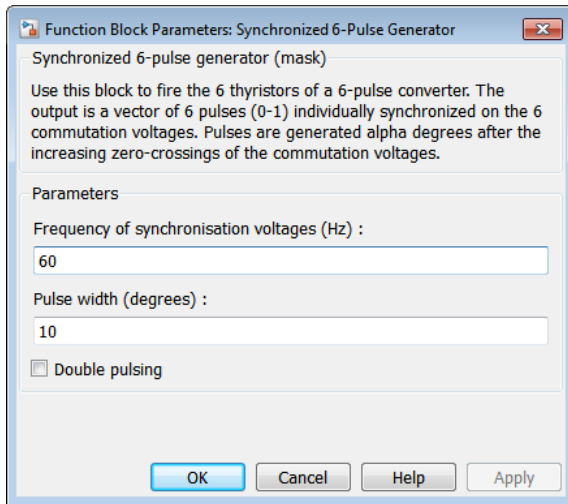 Function Block Parameters: Synchronized 6-Pulse Generator
Synchronized 6-pulse generator (mask)
Use this block to fire the 6 thyristors of a 6-pulse converter. The
output is a vector of 6 pulses (0-1) individually synchronized on the 6
commutation voltages. Pulses are generated alpha degrees after the
increasing zero-crossings of the commutation voltages.
Parameters
Frequency of synchronisation voltages (Hz) :
60
Pulse width (degrees) :
10
Double pulsing
OK Cancel Help Apply